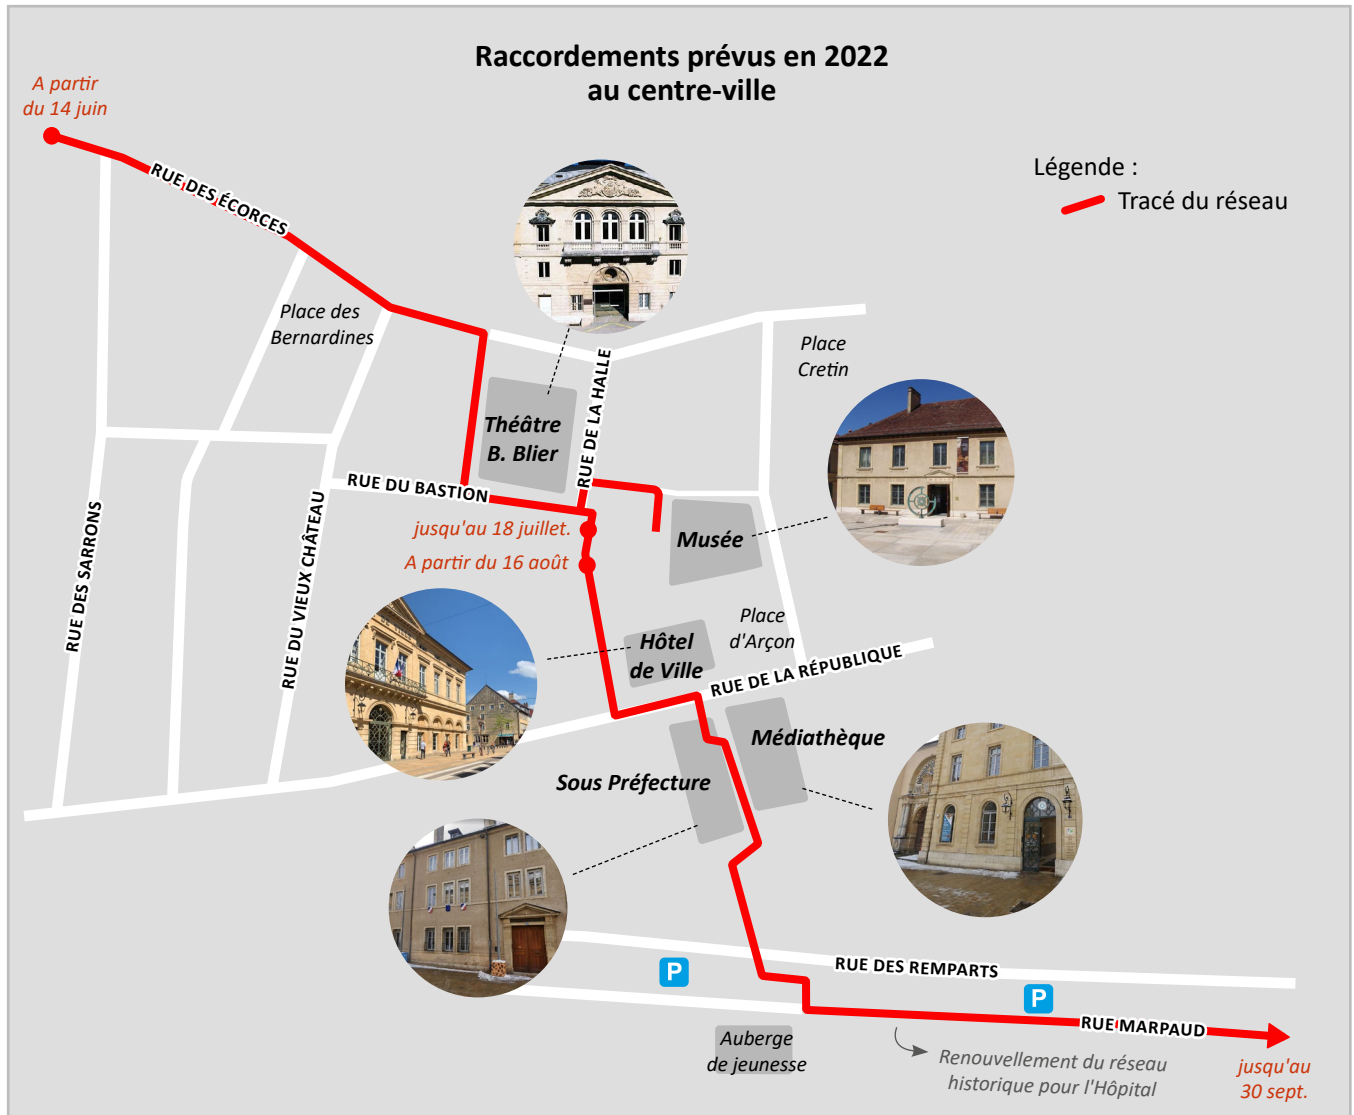 Raccordements prévus en 2022
au centre-ville
A partir
du 14 juin
Légende :
Tracé du réseau
RUE DES ÉCORCES
Place des
Bernardines
RUE DE LA HALLE
Place
Cretin
Théâtre
B. Blier
RUE DU BASTION
RUE DES SARRONS
RUE DU VIEUX CHÂTEAU
jusqu'au 18 juillet.
A partir du 16 août
Musée
Place
d'Arçon
Hôtel
de Ville
RUE DE LA RÉPUBLIQUE
Médiathèque
Sous Préfecture
RUE DES REMPARTS
P
P
RUE MARPAUD
Auberge
de jeunesse
Renouvellement du réseau
historique pour l'Hôpital
jusqu'au
30 sept.